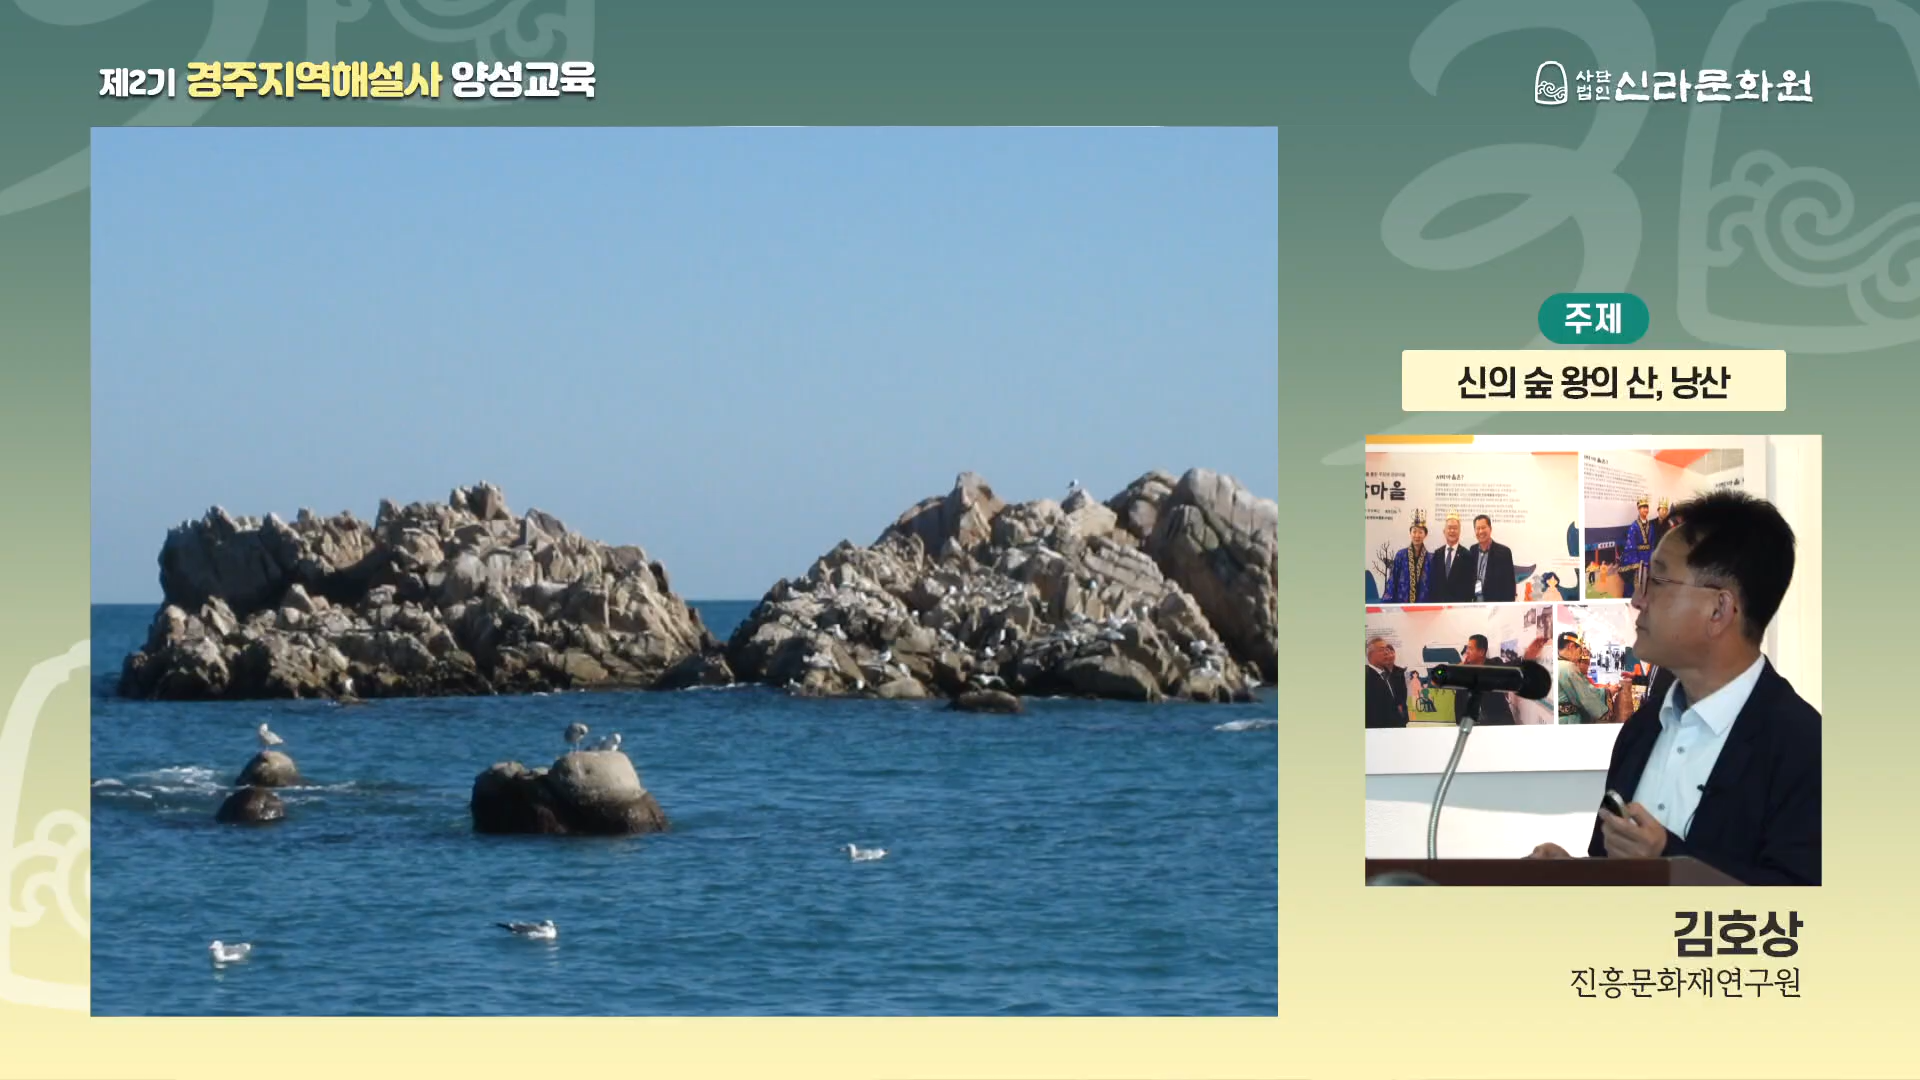 제2기 경주지역해설사 양성교육
사단법인 신라문화원
주제
신의 숲 왕의 산, 낭산
마을
김호상
진흥문화재연구원